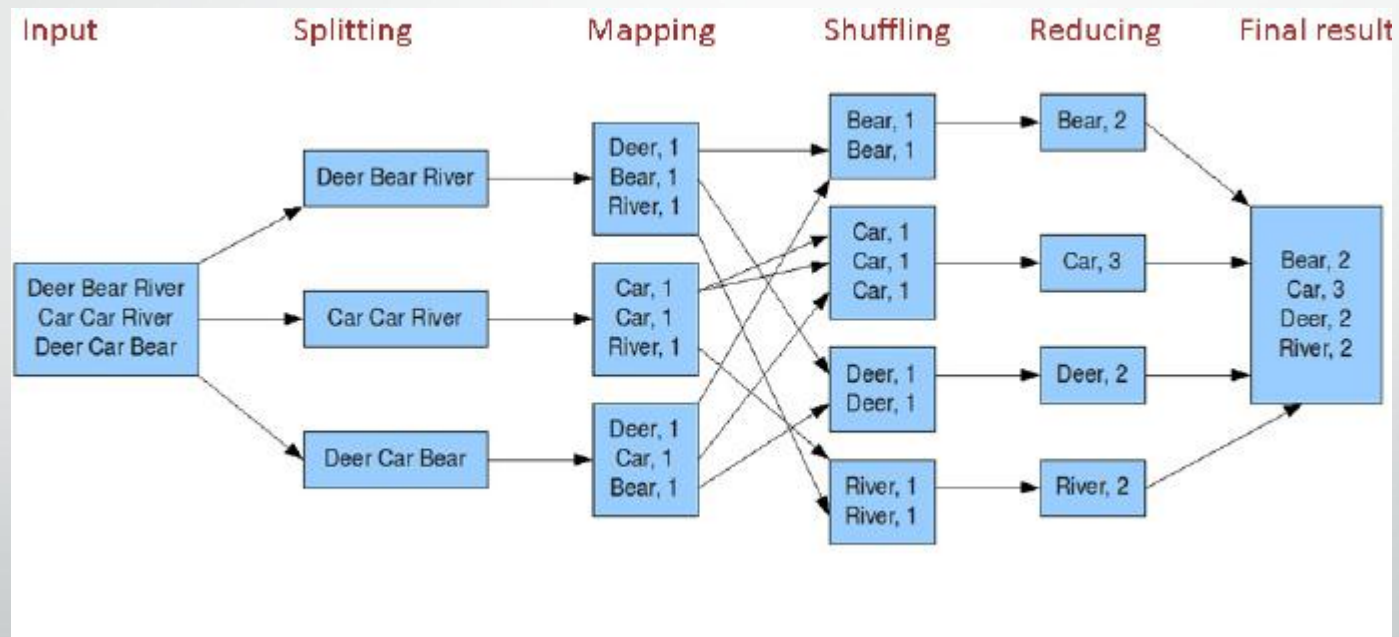 Input
Splitting
Mapping
Shuffling
Reducing
Final result
Deer Bear River
Car Car River
Deer Car Bear
Deer Bear River
Car Car River
Deer Car Bear
Deer, 1
Bear, 1
River, 1
Car, 1
Car, 1
River, 1
Deer, 1
Car, 1
Bear, 1
Bear, 1
Bear, 1
Car, 1
Car, 1
Car, 1
Deer, 1
Deer, 1
River, 1
River, 1
Bear, 2
Car, 3
Deer, 2
River, 2
Bear, 2
Car, 3
Deer, 2
River, 2